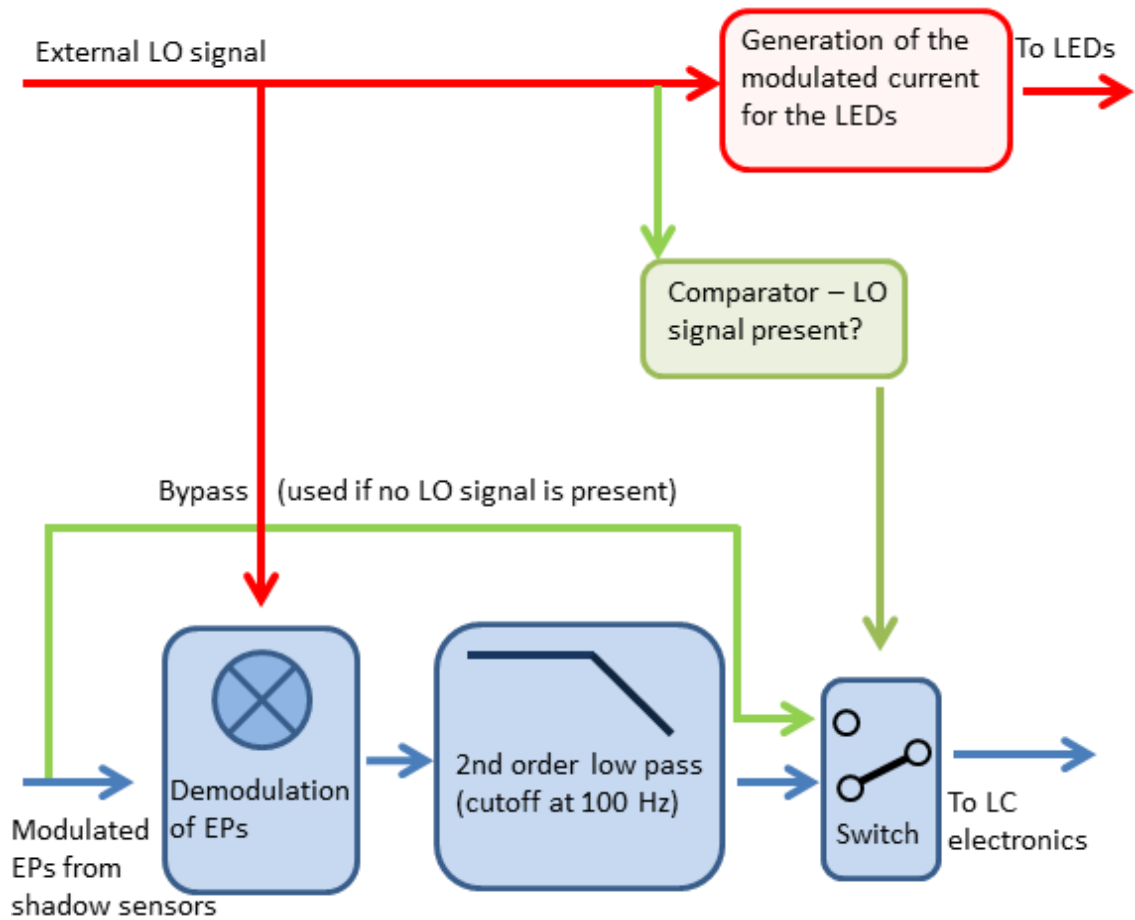 External LO signal
Generation of the
modulated current
for the LEDs
To LEDs
Comparator – LO
signal present?
Bypass (used if no LO signal is present)
Demodulation
of EPs
2nd order low pass
(cutoff at 100 Hz)
Switch
Modulated
EPs from
shadow sensors
To LC
electronics